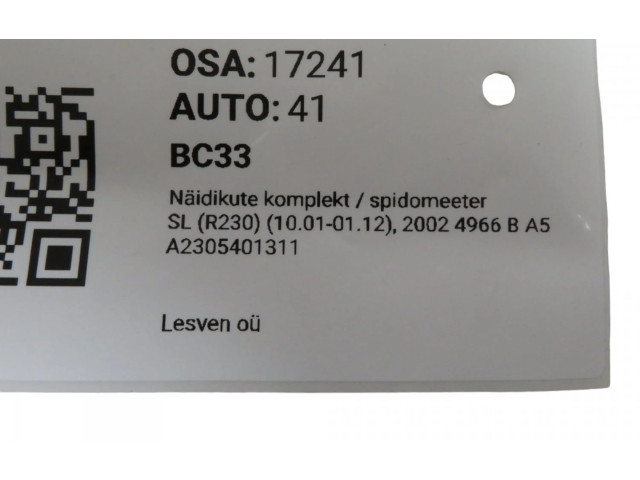 OSA: 17241
AUTO: 41
BC33
Näidikute komplekt / spidomeeter
SL (R230) (10.01-01.12), 2002 4966 B A5
A2305401311
Lesven oü